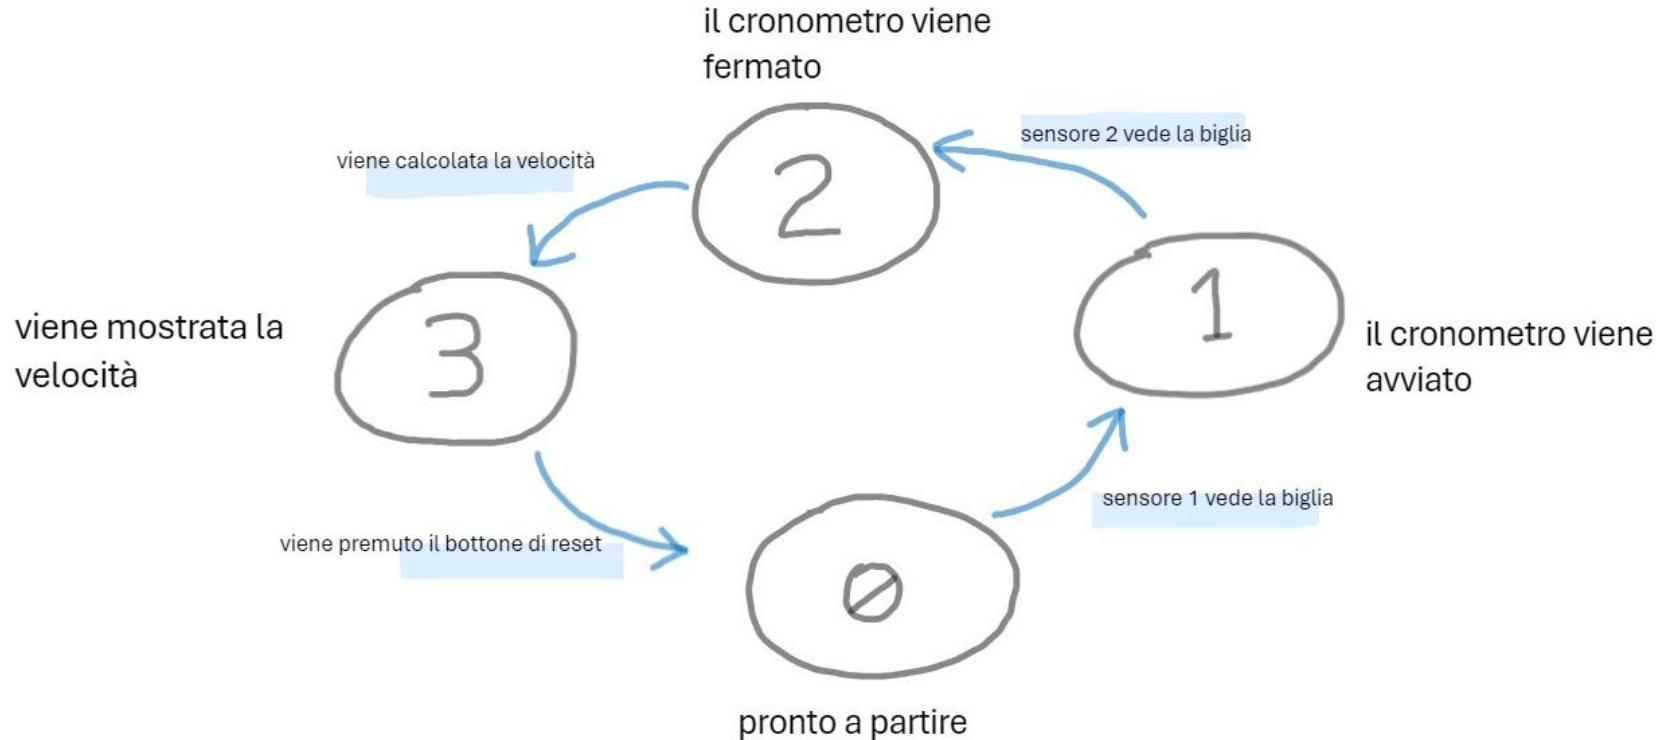 il cronometro viene
fermato
sensore 2 vede la biglia
viene calcolata la velocità
2
1
viene mostrata la
velocità
3
il cronometro viene
avviato
sensore 1 vede la biglia
viene premuto il bottone di reset
0
pronto a partire